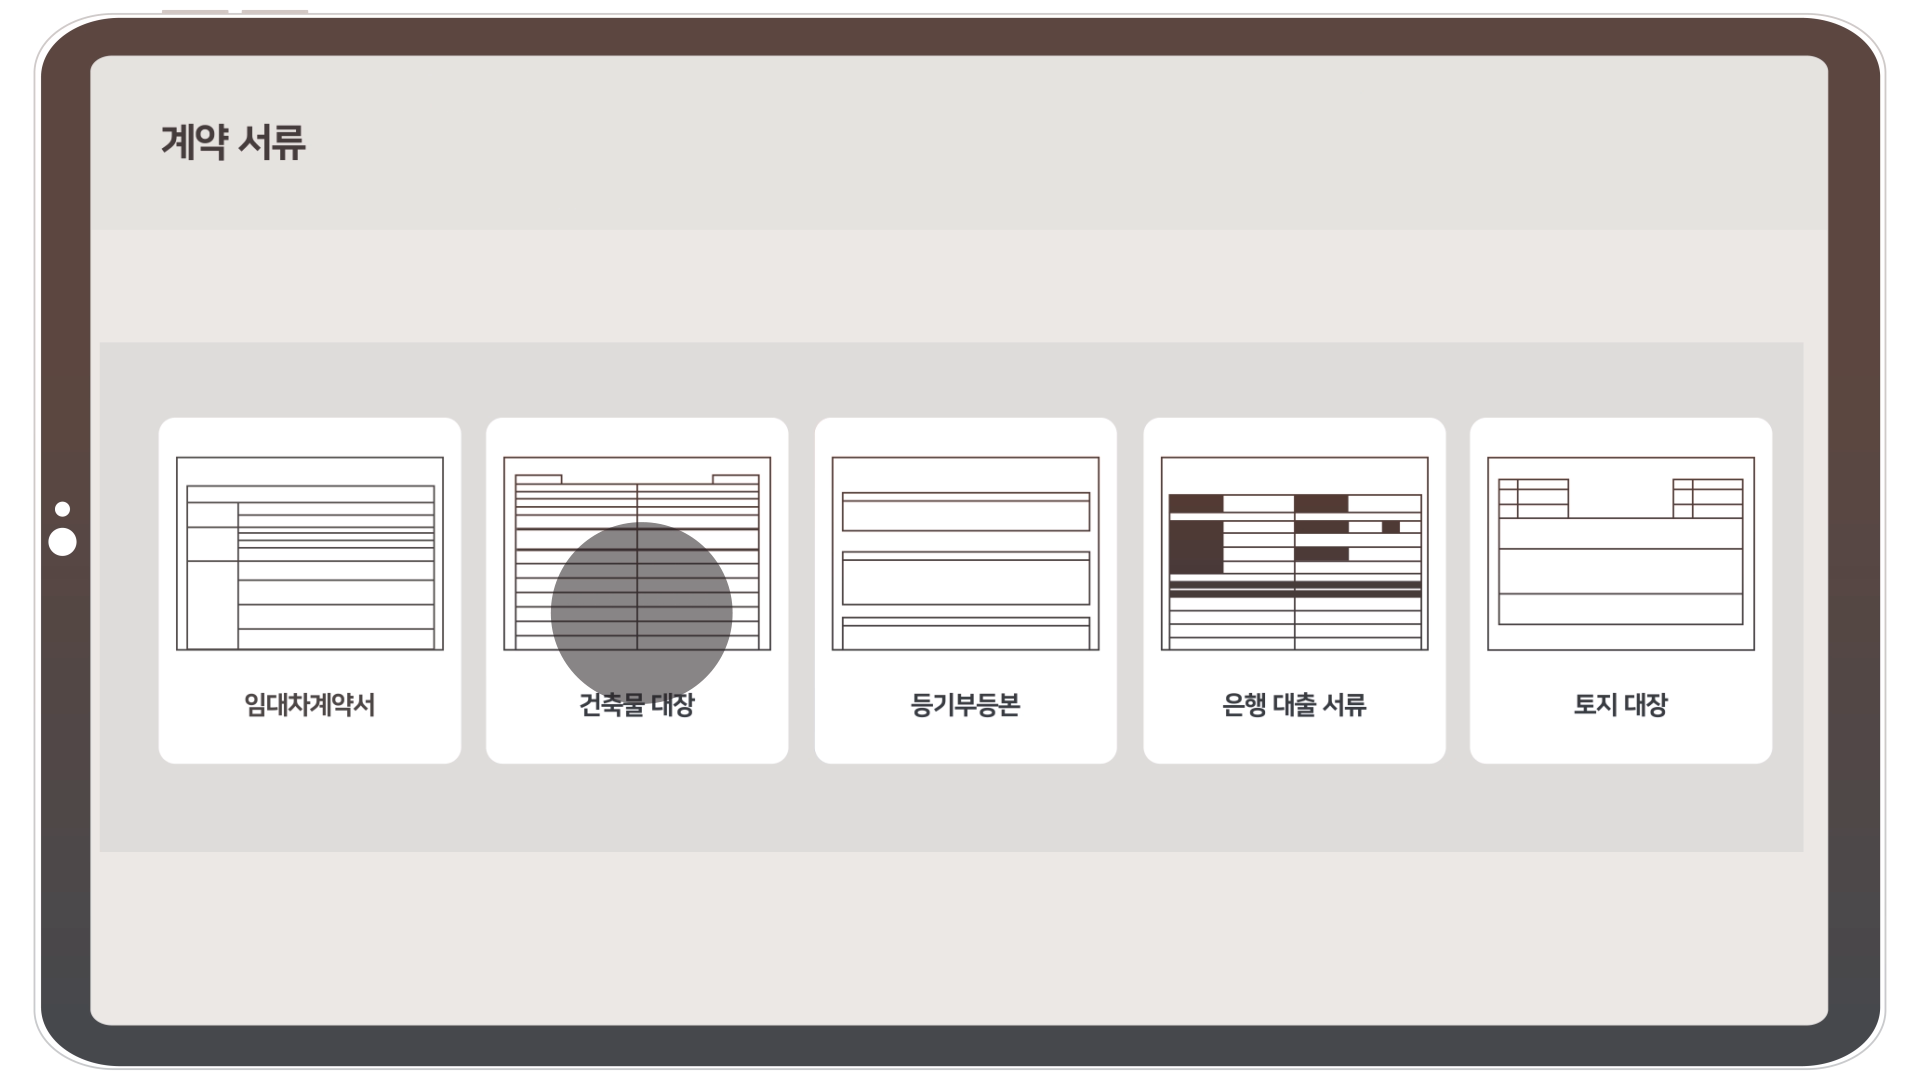 계약 서류
임대차계약서
건축물 대장
등기부등본
은행 대출 서류
토지 대장